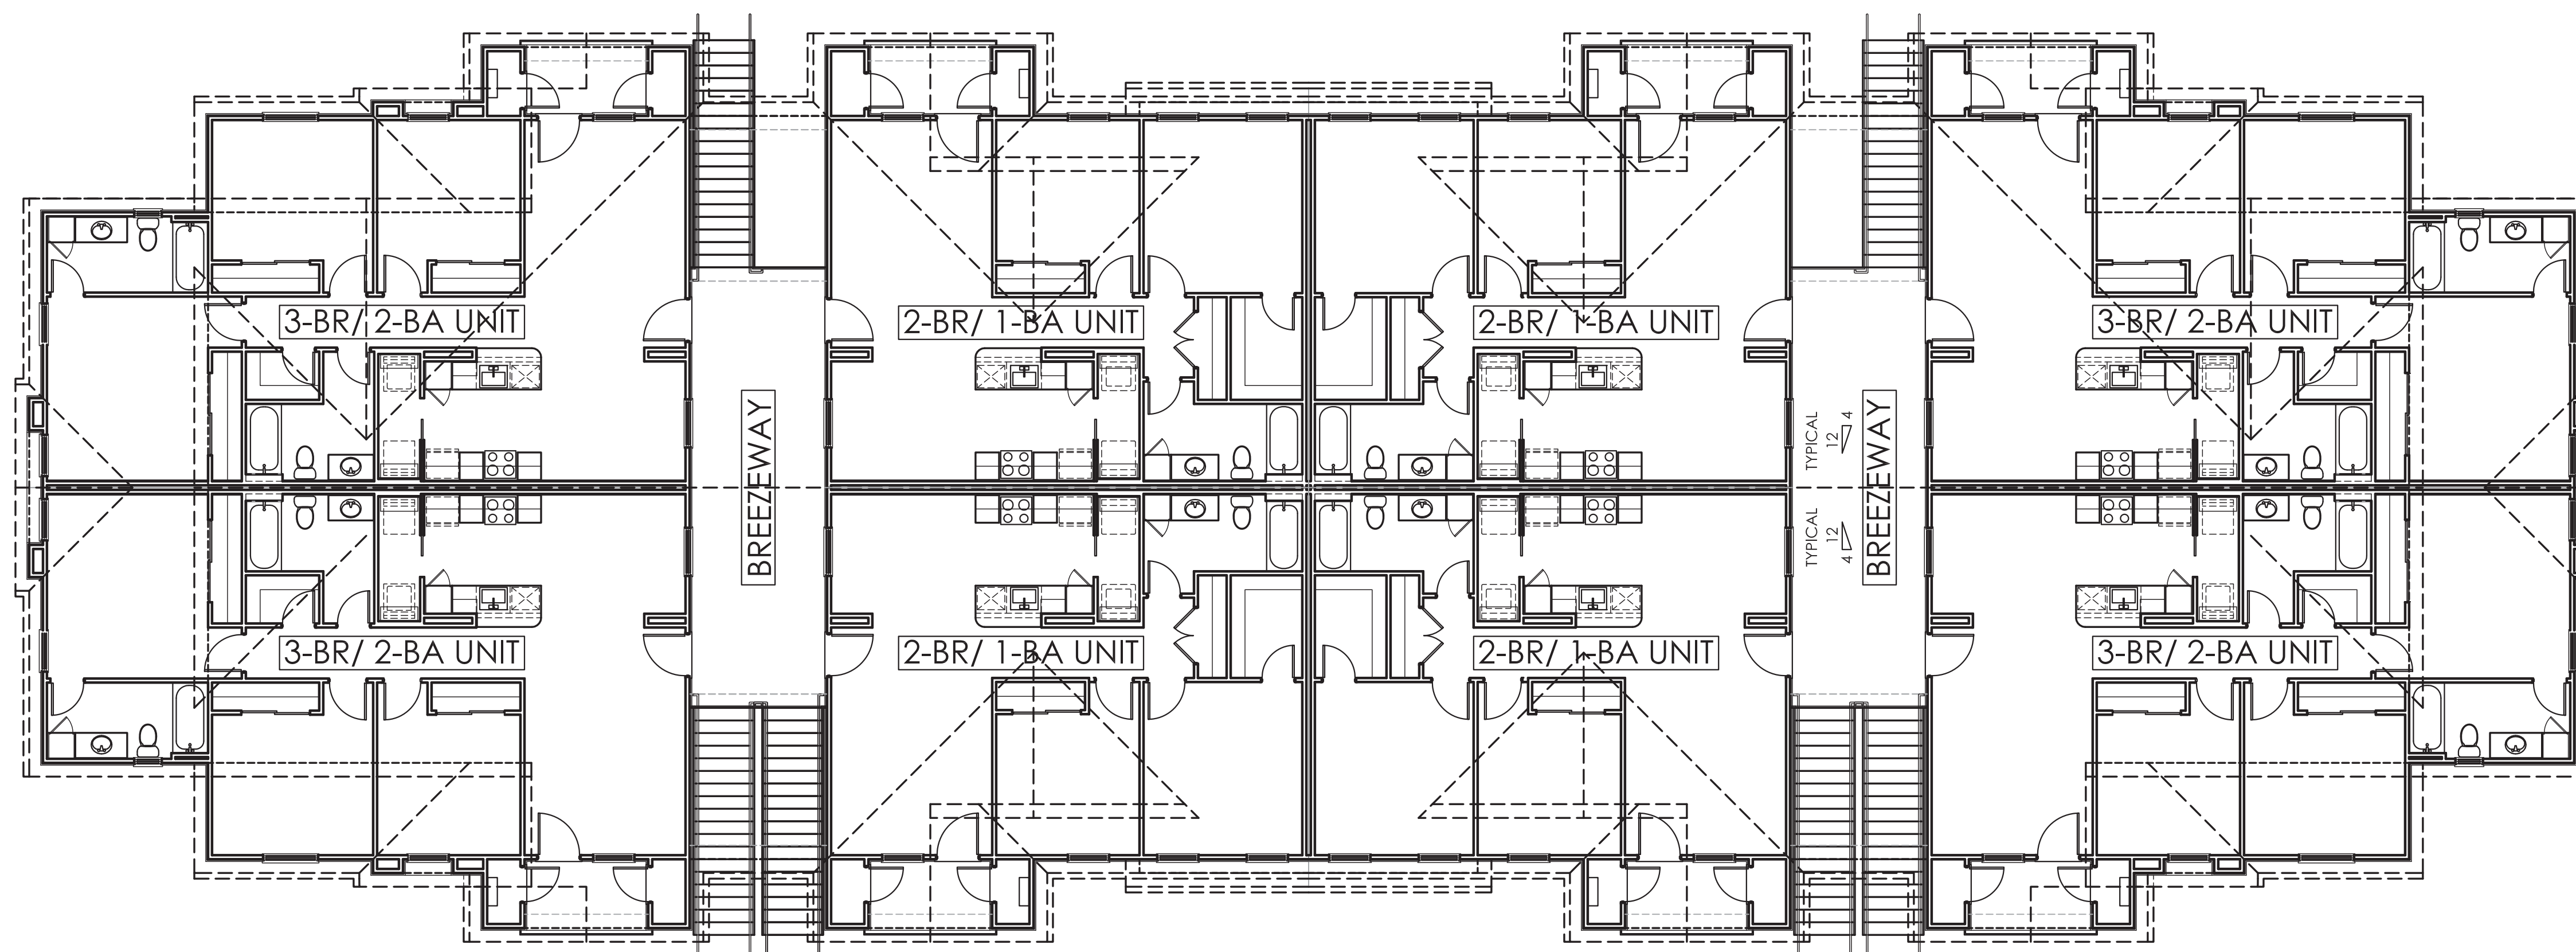 3-BR/ 2-BA UNIT
2-BR/ 1-BA UNIT
2-BR/ 1-BA UNIT
3-BR/ 2-BA UNIT
BREEZEWAY
TYPICAL
12
4
BREEZEWAY
TYPICAL
12
4
3-BR/ 2-BA UNIT
2-BR/ 1-BA UNIT
2-BR/ 1-BA UNIT
3-BR/ 2-BA UNIT